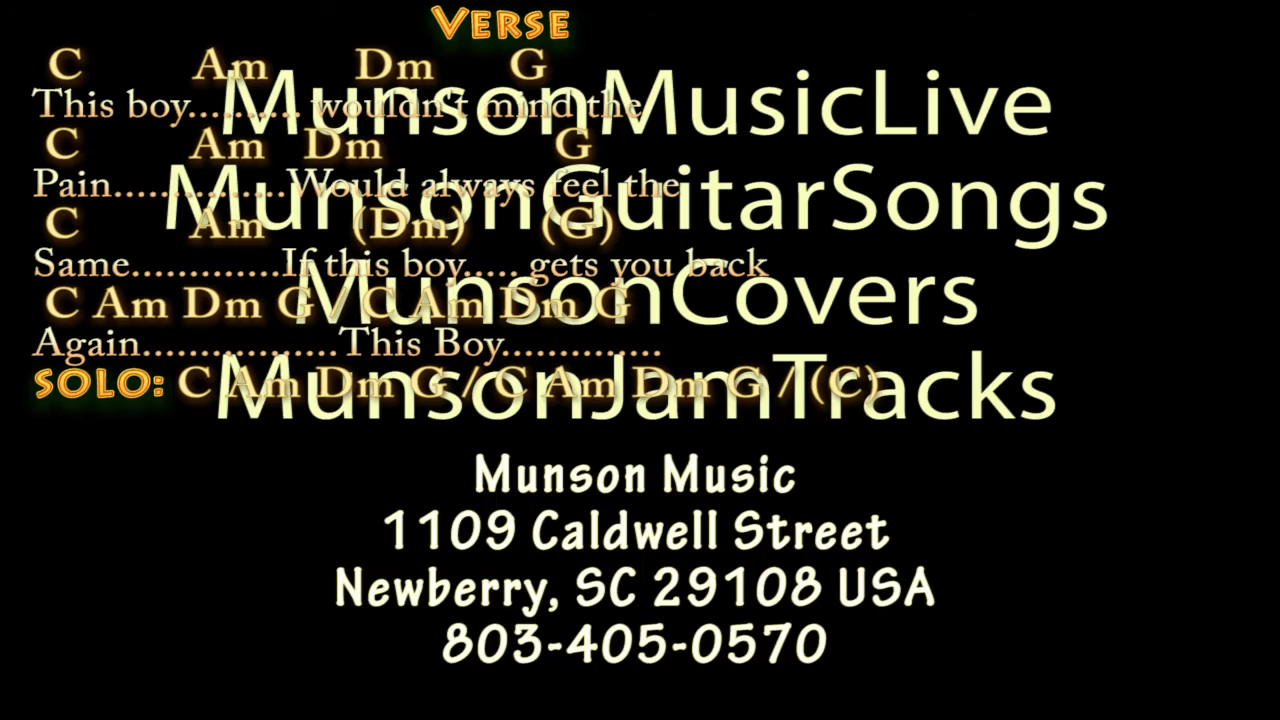 VERSE
C Am Dm G
This boy.......... wouldn't mind the
C Am Dm G
Pain...............Would always feel the
C Am (Dm) (G)
Same.............If this boy..... gets you back
C Am Dm G / C Am Dm G
Again.................This Boy..............
SOLO: C Am Dm G / C Am Dm G / (C)
MunsonMusicLive
MunsonGuitarSongs
MunsonCovers
MunsonJamTracks
Munson Music
1109 Caldwell Street
Newberry, SC 29108 USA
803-405-0570